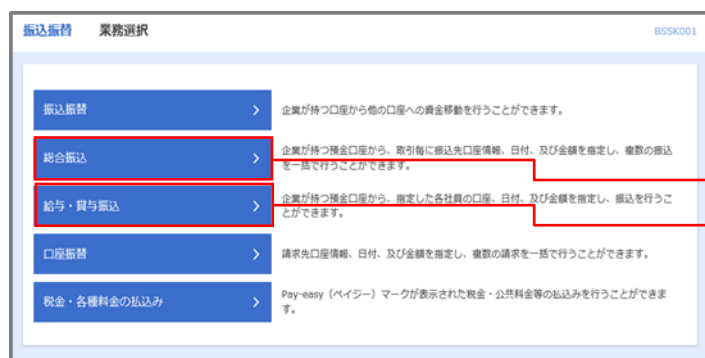 振込振替 業務選択 BSSK001
振込振替 企業が持つ口座から他の口座への資金移動を行うことができます。
総合振込 企業が持つ預金口座から、取引毎に振込先口座情報、日付、及び金額を指定し、複数の振込
を一括で行うことができます。
給与・賞与振込 企業が持つ預金口座から、指定した各社員の口座、日付、及び金額を指定し、振込を行うこ
とができます。
口座振替 請求先口座情報、日付、及び金額を指定し、複数の請求を一括で行うことができます。
税金・各種料金の払込み Pay-easy（ペイジー）マークが表示された税金・公共料金等の払込みを行うことができま
す。